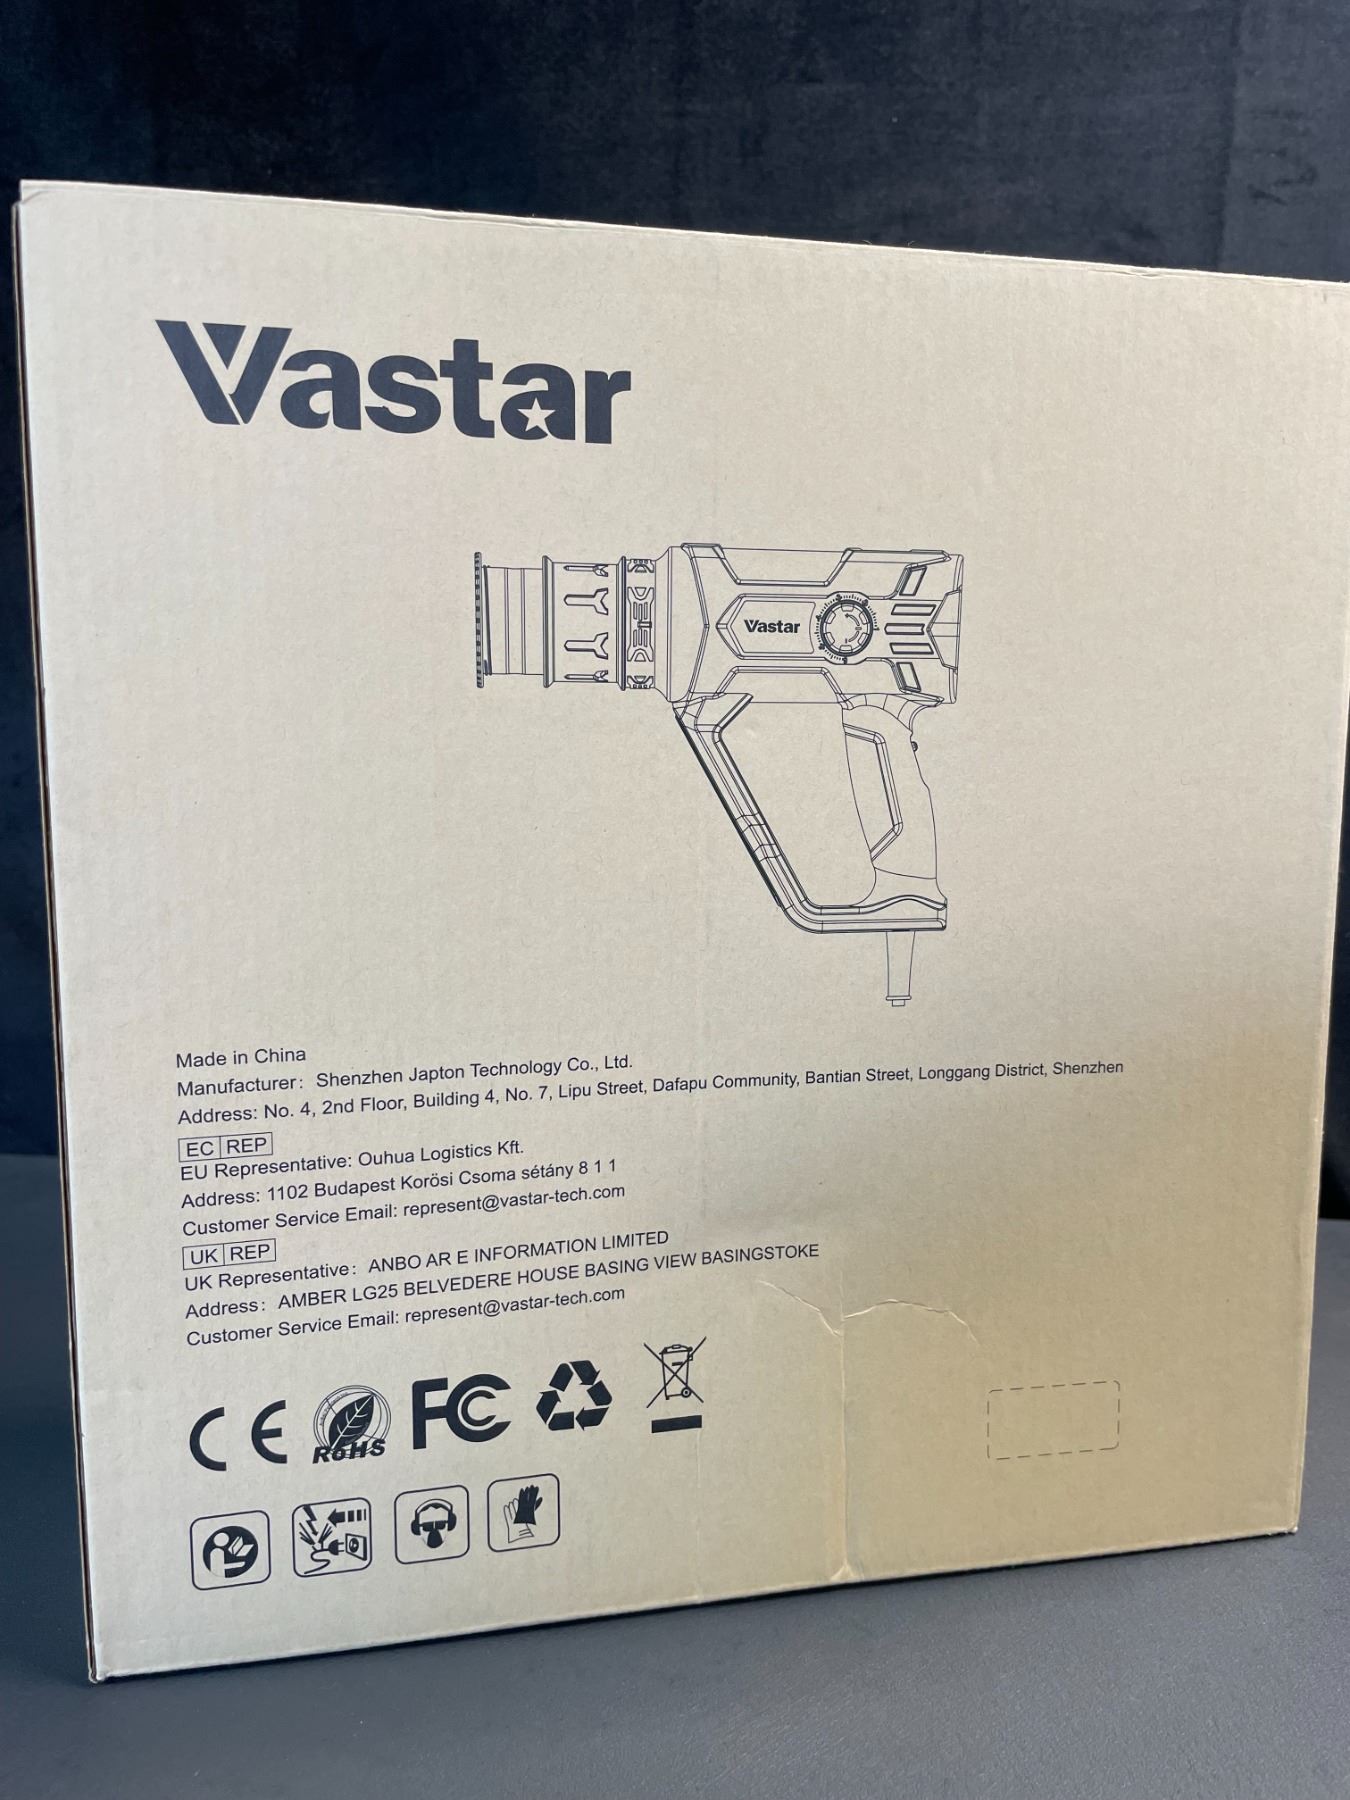 Vastar
Vastar
Made in China
Manufacturer: Shenzhen Japton Technology Co., Ltd.
Address: No. 4, 2nd Floor, Building 4, No. 7, Lipu Street, Dafapu Community, Bantian Street, Longgang District, Shenzhen
EC REP
EU Representative: Ouhua Logistics Kft.
Address: 1102 Budapest Korösi Csoma sétány 8 1 1
Customer Service Email: represent@vastar-tech.com
UK REP
UK Representative: ANBO AR E INFORMATION LIMITED
Address: AMBER LG25 BELVEDERE HOUSE BASING VIEW BASINGSTOKE
Customer Service Email: represent@vastar-tech.com
CE RoHS FC